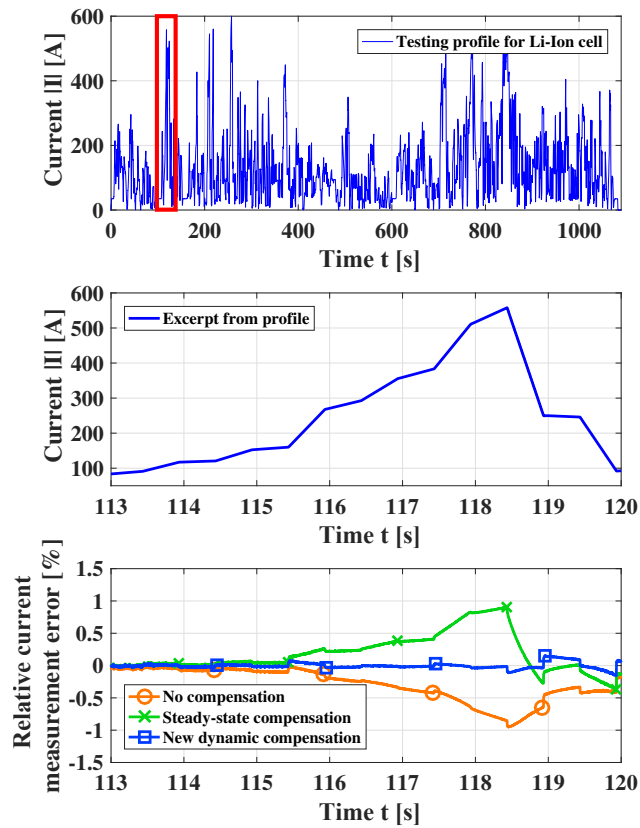 600
400
200
0
Current |I| [A]
Testing profile for Li-Ion cell
0 200 400 600 800 1000
Time t [s]
600
500
400
300
200
100
Current |I| [A]
Excerpt from profile
113 114 115 116 117 118 119 120
Time t [s]
1.5
1
0.5
0
-0.5
-1
-1.5
Relative current
measurement error [%]
No compensation
Steady-state compensation
New dynamic compensation
113 114 115 116 117 118 119 120
Time t [s]